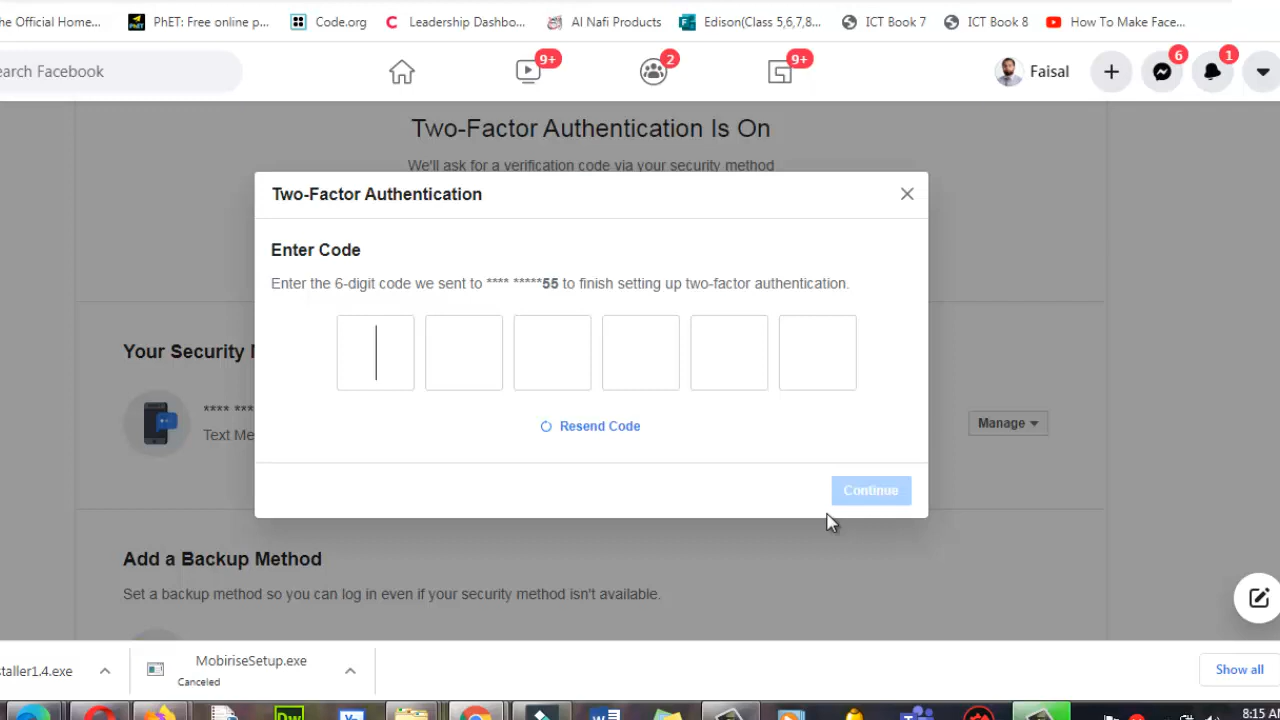 he Official Home...
PhET: Free online p...
Code.org
Leadership Dashbo...
Al Nafi Products
Edison(Class 5,6,7,8...
ICT Book 7
ICT Book 8
How To Make Face...
earch Facebook
9+
2
9+
Faisal
6
1
Two-Factor Authentication Is On
We'll ask for a verification code via your security method
Two-Factor Authentication
Enter Code
Enter the 6-digit code we sent to **** *****55 to finish setting up two-factor authentication.
Your Security
**** ***
Text Me
Manage
Resend Code
Continue
Add a Backup Method
Set a backup method so you can log in even if your security method isn't available.
staller1.4.exe
MobiriseSetup.exe
Canceled
Show all
Dw
8:15 AM